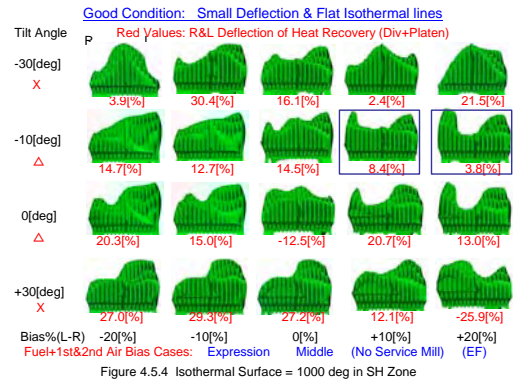 Good Condition: Small Deflection & Flat Isothermal lines
Tilt Angle Red Values: R&L Deflection of Heat Recovery (Div+Platen)
-30[deg]
X
3.9[%] 30.4[%] 16.1[%] 2.4[%] 21.5[%]
-10[deg]
△
14.7[%] 12.7[%] 14.5[%] 8.4[%] 3.8[%]
0[deg]
△
20.3[%] 15.0[%] -12.5[%] 20.7[%] 13.0[%]
+30[deg]
X
27.0[%] 29.3[%] 27.2[%] 12.1[%] -25.9[%]
Bias%(L-R) -20[%] -10[%] 0[%] +10[%] +20[%]
Fuel+1st&2nd Air Bias Cases: Expression Middle (No Service Mill) (EF)
Figure 4.5.4 Isothermal Surface = 1000 deg in SH Zone